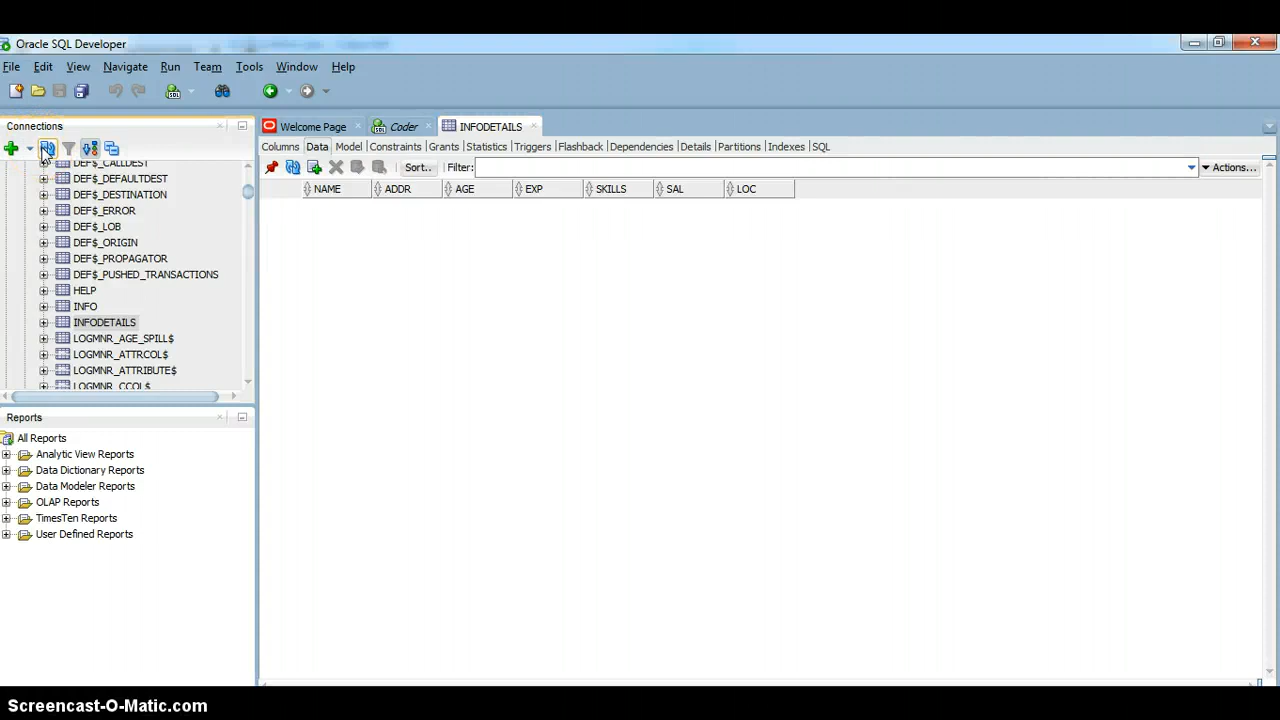 Oracle SQL Developer
File Edit View Navigate Run Team Tools Window Help
Connections
DEF$_CALLDEST
DEF$_DEFAULTDEST
DEF$_DESTINATION
DEF$_ERROR
DEF$_LOB
DEF$_ORIGIN
DEF$_PROPAGATOR
DEF$_PUSHED_TRANSACTIONS
HELP
INFO
INFODETAILS
LOGMNR_AGE_SPILL$
LOGMNR_ATTRCOL$
LOGMNR_ATTRIBUTE$
LOGMNR_CCOL$
Reports
All Reports
Analytic View Reports
Data Dictionary Reports
Data Modeler Reports
OLAP Reports
TimesTen Reports
User Defined Reports
Welcome Page Coder INFODETAILS
Columns Data Model Constraints Grants Statistics Triggers Flashback Dependencies Details Partitions Indexes SQL
Sort.. Filter: Actions...
NAME ADDR AGE EXP SKILLS SAL LOC
Screencast-O-Matic.com